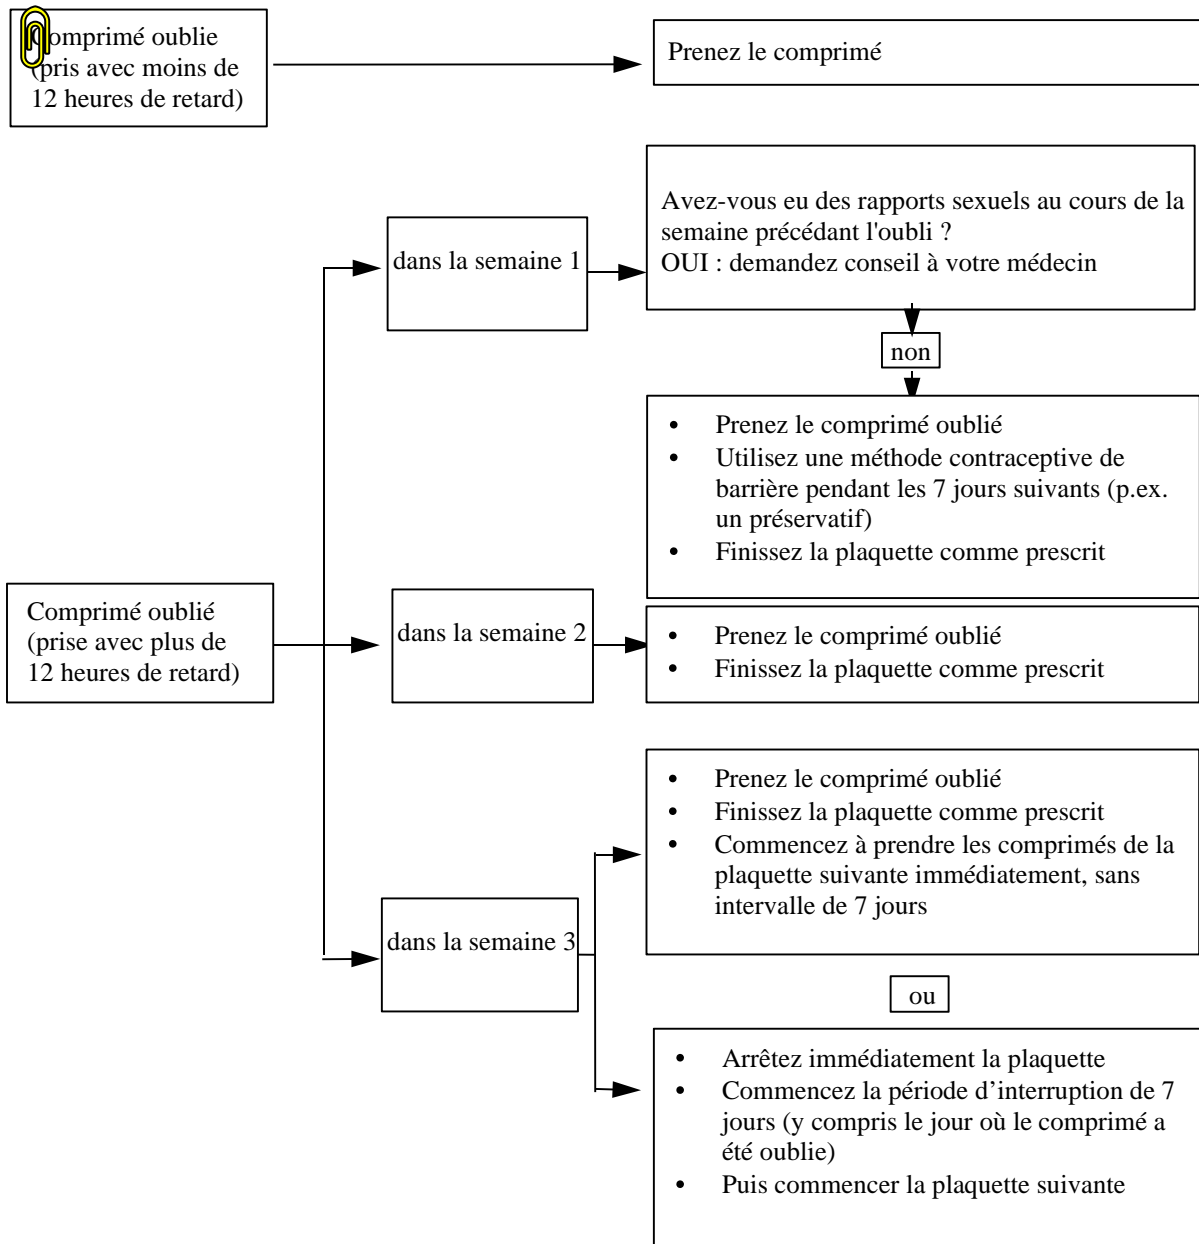 Comprimé oublie
(pris avec moins de
12 heures de retard)
Prenez le comprimé
dans la semaine 1
Avez-vous eu des rapports sexuels au cours de la
semaine précédant l'oubli ?
OUI : demandez conseil à votre médecin
non
• Prenez le comprimé oublié
• Utilisez une méthode contraceptive de
barrière pendant les 7 jours suivants (p.ex.
un préservatif)
• Finissez la plaquette comme prescrit
Comprimé oublié
(prise avec plus de
12 heures de retard)
dans la semaine 2
• Prenez le comprimé oublié
• Finissez la plaquette comme prescrit
dans la semaine 3
• Prenez le comprimé oublié
• Finissez la plaquette comme prescrit
• Commencez à prendre les comprimés de la
plaquette suivante immédiatement, sans
intervalle de 7 jours
ou
• Arrêtez immédiatement la plaquette
• Commencez la période d’interruption de 7
jours (y compris le jour où le comprimé a
été oublie)
• Puis commencer la plaquette suivante